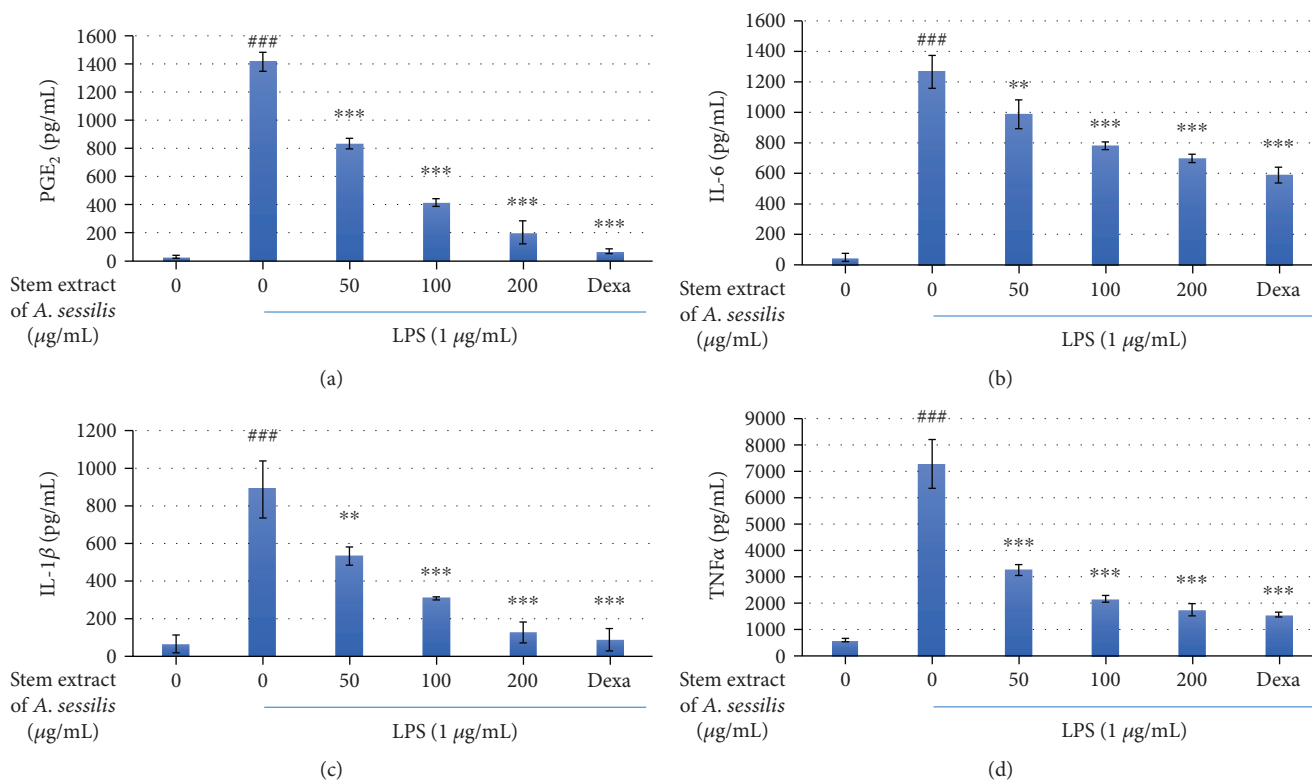 1600
1400
1200
1000
800
600
400
200
0
PGE2 (pg/mL)
###
***
***
***
***
Stem extract
of A. sessilis
(μg/mL)
0 0 50 100 200 Dexa
LPS (1 μg/mL)
(a)
1600
1400
1200
1000
800
600
400
200
0
IL-6 (pg/mL)
###
**
***
***
***
Stem extract
of A. sessilis
(μg/mL)
0 0 50 100 200 Dexa
LPS (1 μg/mL)
(b)
1200
1000
800
600
400
200
0
IL-1β (pg/mL)
###
**
***
***
***
Stem extract
of A. sessilis
(μg/mL)
0 0 50 100 200 Dexa
LPS (1 μg/mL)
(c)
9000
8000
7000
6000
5000
4000
3000
2000
1000
0
TNFα (pg/mL)
###
***
***
***
***
Stem extract
of A. sessilis
(μg/mL)
0 0 50 100 200 Dexa
LPS (1 μg/mL)
(d)